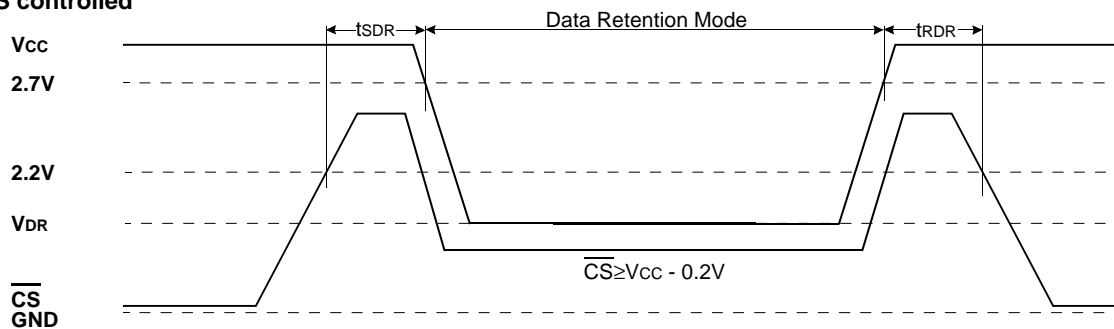 S controlled
Data Retention Mode
tSDR
tRDR
VCC
2.7V
2.2V
VDR
CS≥VCC - 0.2V
CS
GND